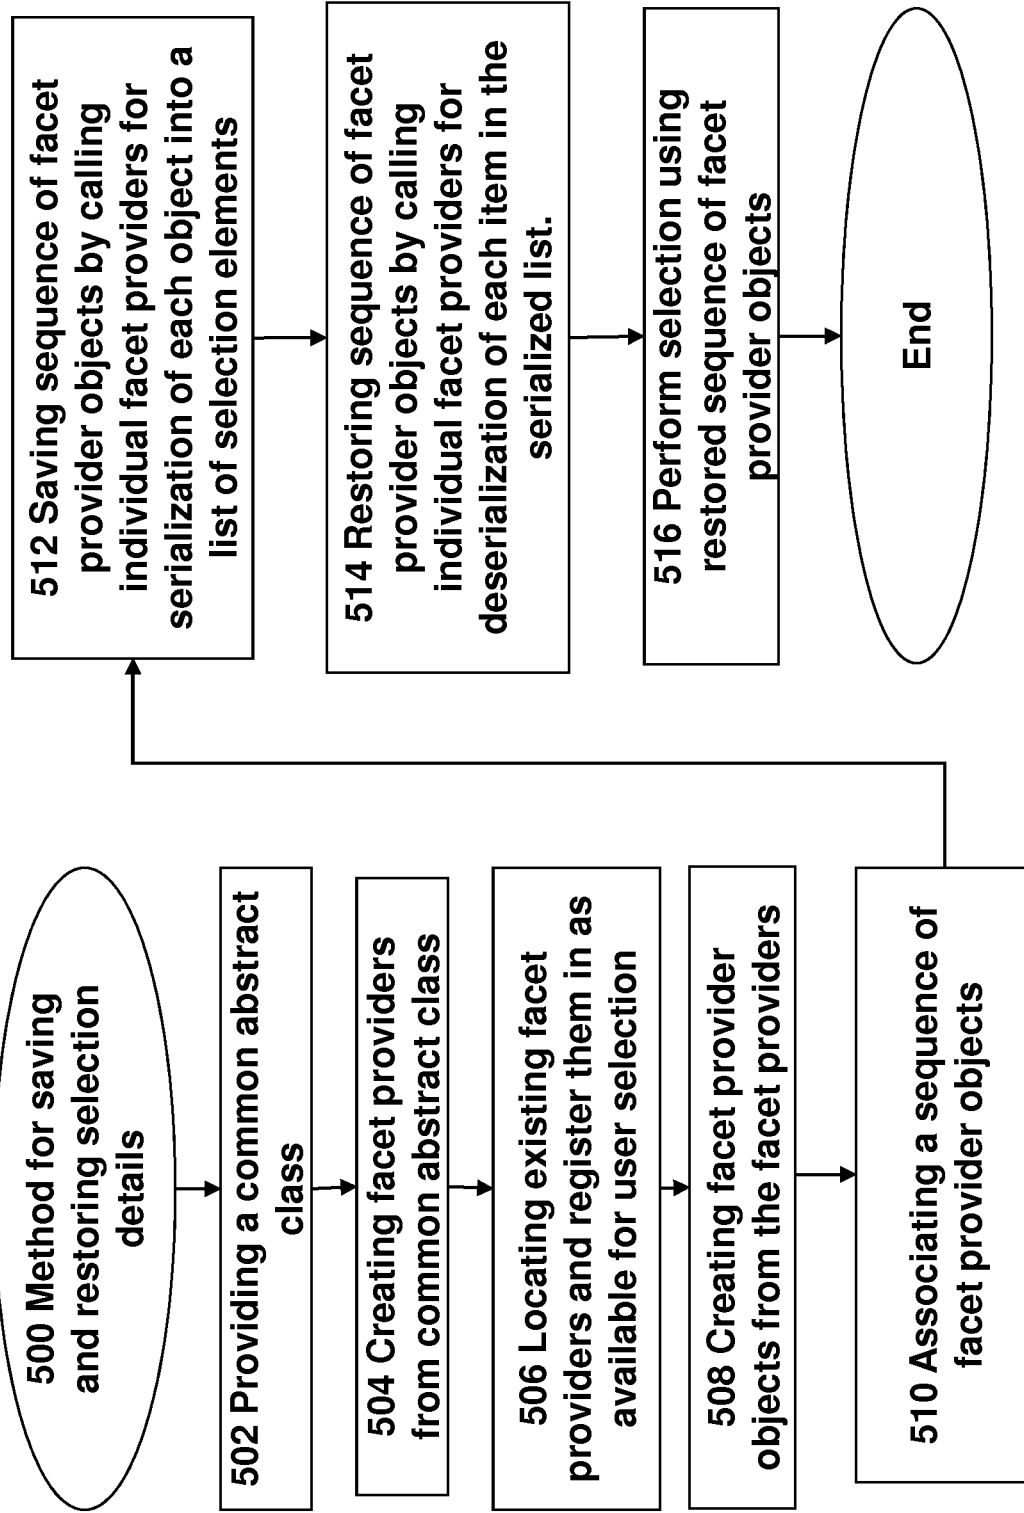 500 Method for saving
and restoring selection
details
502 Providing a common abstract
class
504 Creating facet providers
from common abstract class
506 Locating existing facet
providers and register them in as
available for user selection
508 Creating facet provider
objects from the facet providers
510 Associating a sequence of
facet provider objects
512 Saving sequence of facet
provider objects by calling
individual facet providers for
serialization of each object into a
list of selection elements
514 Restoring sequence of facet
provider objects by calling
individual facet providers for
deserialization of each item in the
serialized list.
516 Perform selection using
restored sequence of facet
provider objects
End